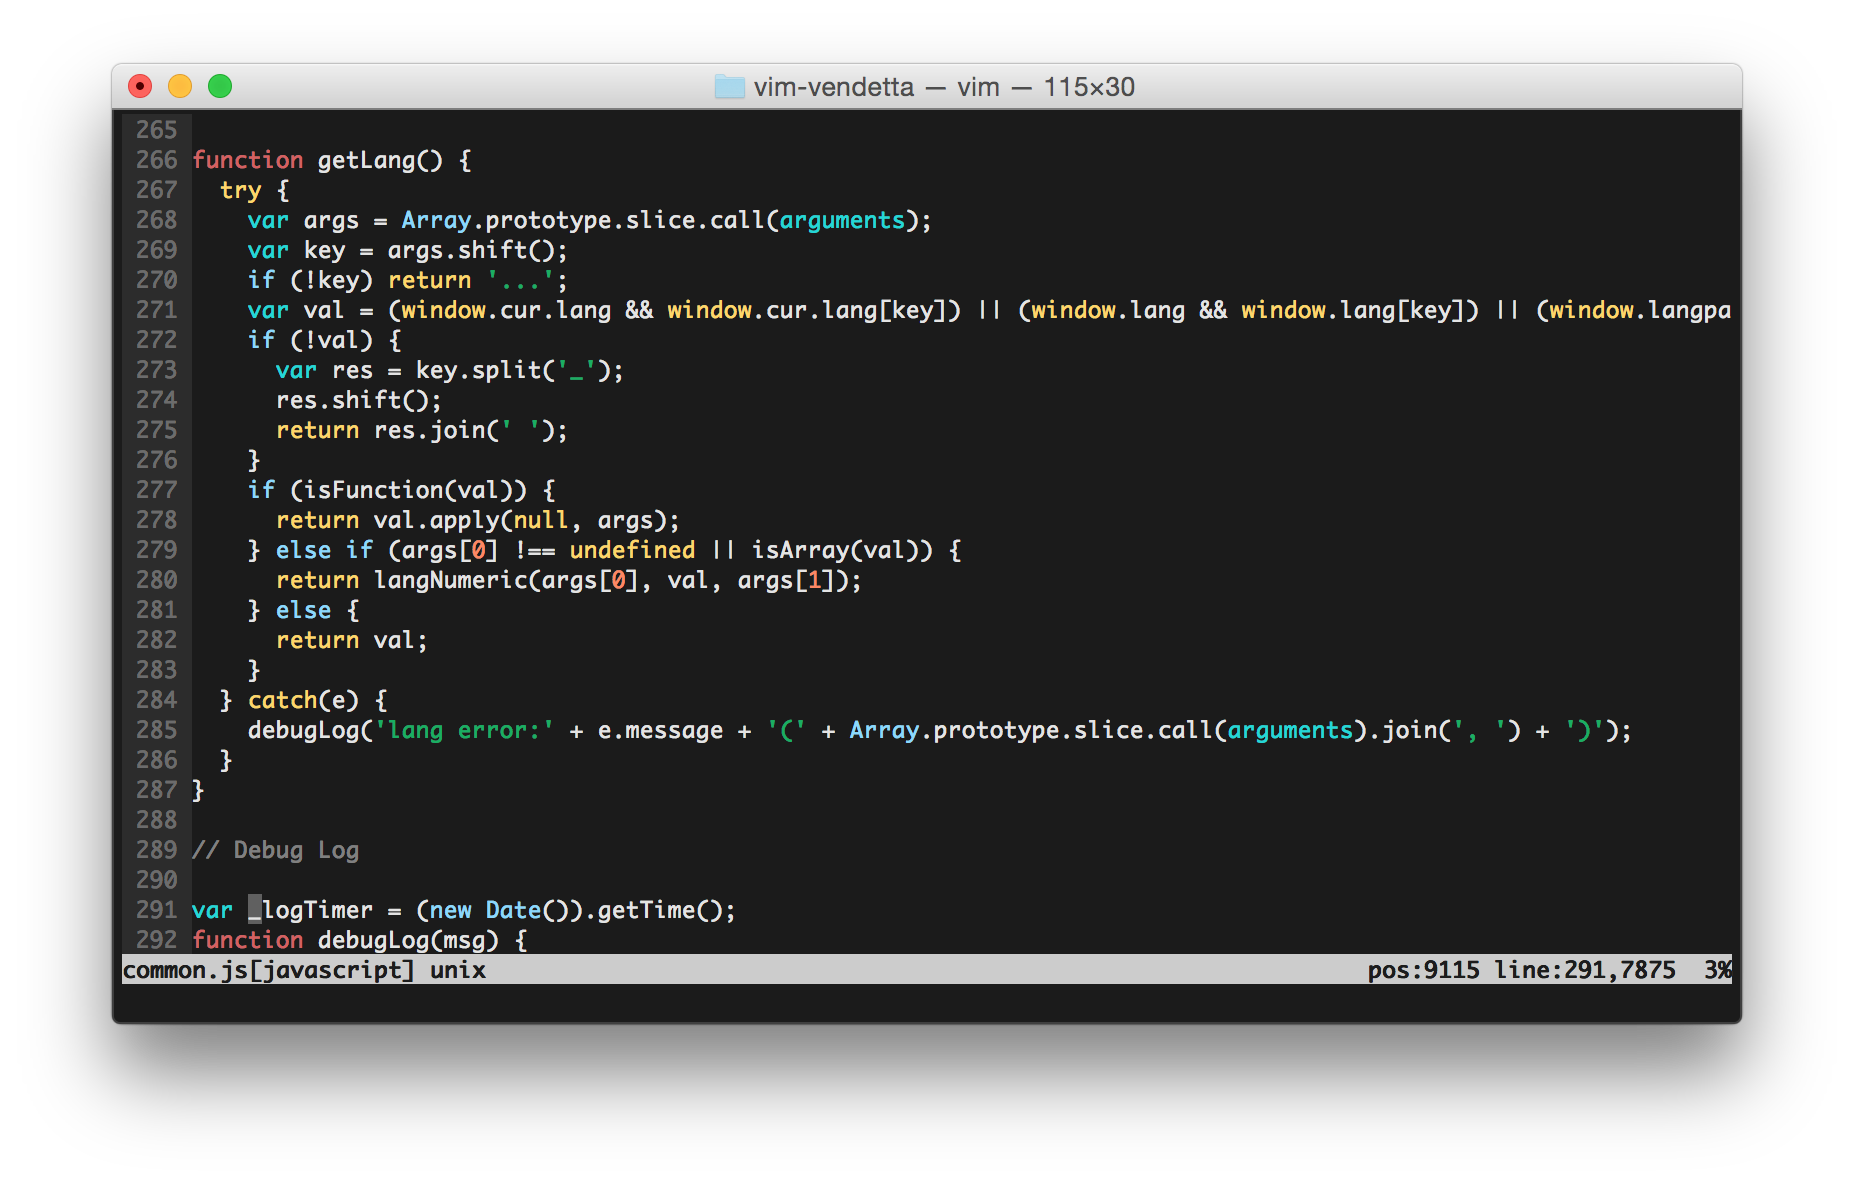 vim-vendetta — vim — 115×30
265
266 function getLang() {
267   try {
268     var args = Array.prototype.slice.call(arguments);
269     var key = args.shift();
270     if (!key) return '...';
271     var val = (window.cur.lang && window.cur.lang[key]) || (window.lang && window.lang[key]) || (window.langpa
272     if (!val) {
273       var res = key.split('_');
274       res.shift();
275       return res.join(' ');
276     }
277     if (isFunction(val)) {
278       return val.apply(null, args);
279     } else if (args[0] !== undefined || isArray(val)) {
280       return langNumeric(args[0], val, args[1]);
281     } else {
282       return val;
283     }
284   } catch(e) {
285     debugLog('lang error:' + e.message + '(' + Array.prototype.slice.call(arguments).join(', ') + ')');
286   }
287 }
288
289 // Debug Log
290
291 var _logTimer = (new Date()).getTime();
292 function debugLog(msg) {
common.js[javascript] unix pos:9115 line:291,7875 3%